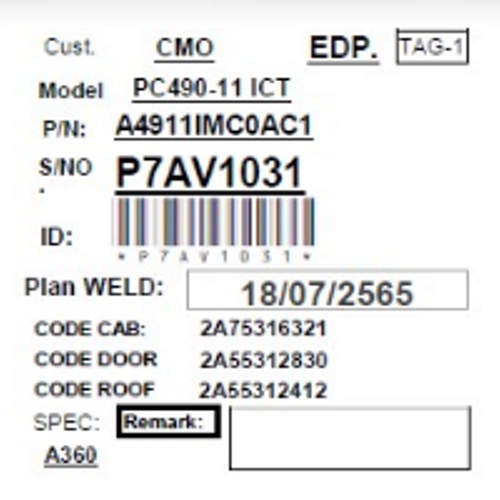 Cust. CMO EDP. TAG-1
Model PC490-11 ICT
P/N: A4911IMC0AC1
S/NO. P7AV1031
ID: *P7AV1031*
Plan WELD: 18/07/2565
CODE CAB: 2A75316321
CODE DOOR 2A55312830
CODE ROOF 2A55312412
SPEC: Remark:
A360